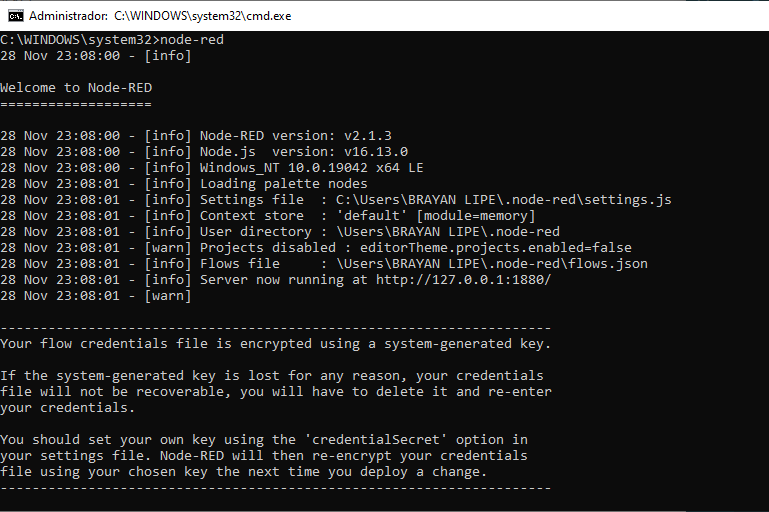 Administrador: C:\WINDOWS\system32\cmd.exe
C:\WINDOWS\system32>node-red
28 Nov 23:08:00 - [info]
Welcome to Node-RED
===================
28 Nov 23:08:00 - [info] Node-RED version: v2.1.3
28 Nov 23:08:00 - [info] Node.js  version: v16.13.0
28 Nov 23:08:00 - [info] Windows_NT 10.0.19042 x64 LE
28 Nov 23:08:01 - [info] Loading palette nodes
28 Nov 23:08:01 - [info] Settings file  : C:\Users\BRAYAN LIPE\.node-red\settings.js
28 Nov 23:08:01 - [info] Context store  : 'default' [module=memory]
28 Nov 23:08:01 - [info] User directory : \Users\BRAYAN LIPE\.node-red
28 Nov 23:08:01 - [warn] Projects disabled : editorTheme.projects.enabled=false
28 Nov 23:08:01 - [info] Flows file     : \Users\BRAYAN LIPE\.node-red\flows.json
28 Nov 23:08:01 - [info] Server now running at http://127.0.0.1:1880/
28 Nov 23:08:01 - [warn]
---------------------------------------------------------------------
Your flow credentials file is encrypted using a system-generated key.
If the system-generated key is lost for any reason, your credentials
file will not be recoverable, you will have to delete it and re-enter
your credentials.
You should set your own key using the 'credentialSecret' option in
your settings file. Node-RED will then re-encrypt your credentials
file using your chosen key the next time you deploy a change.
---------------------------------------------------------------------